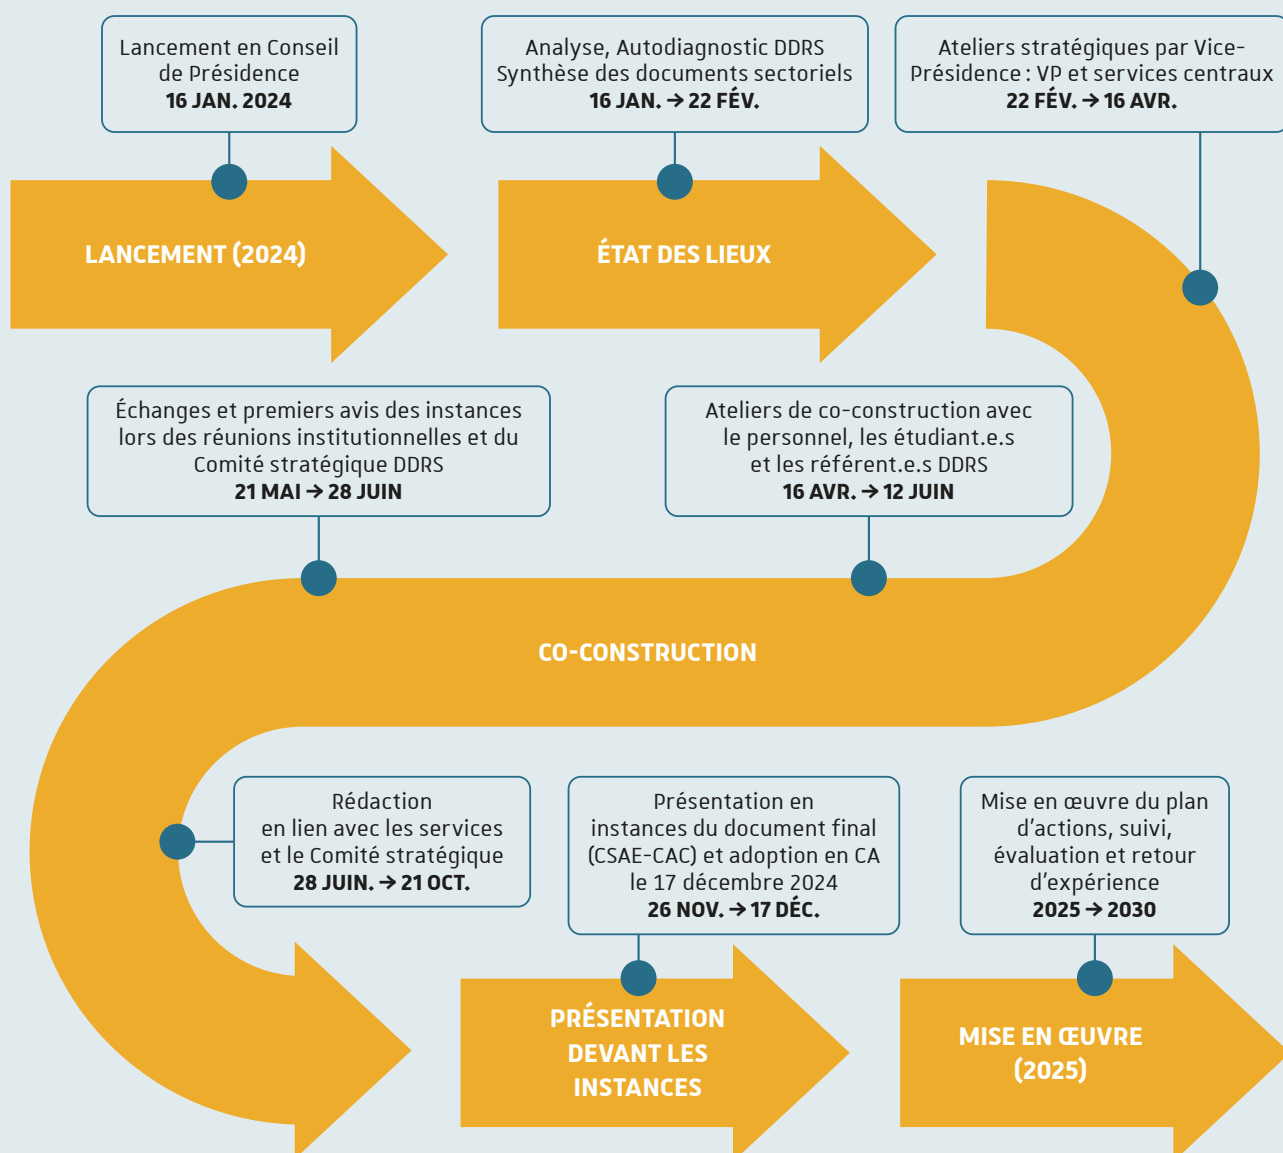 Lancement en Conseil
de Présidence
16 JAN. 2024
Analyse, Autodiagnostic DDRS
Synthèse des documents sectoriels
16 JAN. → 22 FÉV.
Ateliers stratégiques par Vice-
Présidence : VP et services centraux
22 FÉV. → 16 AVR.
LANCEMENT (2024)
ÉTAT DES LIEUX
Échanges et premiers avis des instances
lors des réunions institutionnelles et du
Comité stratégique DDRS
21 MAI → 28 JUIN
Ateliers de co-construction avec
le personnel, les étudiant.e.s
et les référent.e.s DDRS
16 AVR. → 12 JUIN
CO-CONSTRUCTION
Rédaction
en lien avec les services
et le Comité stratégique
28 JUIN. → 21 OCT.
Présentation en
instances du document final
(CSAE-CAC) et adoption en CA
le 17 décembre 2024
26 NOV. → 17 DÉC.
Mise en œuvre du plan
d'actions, suivi,
évaluation et retour
d'expérience
2025 → 2030
PRÉSENTATION
DEVANT LES
INSTANCES
MISE EN ŒUVRE
(2025)